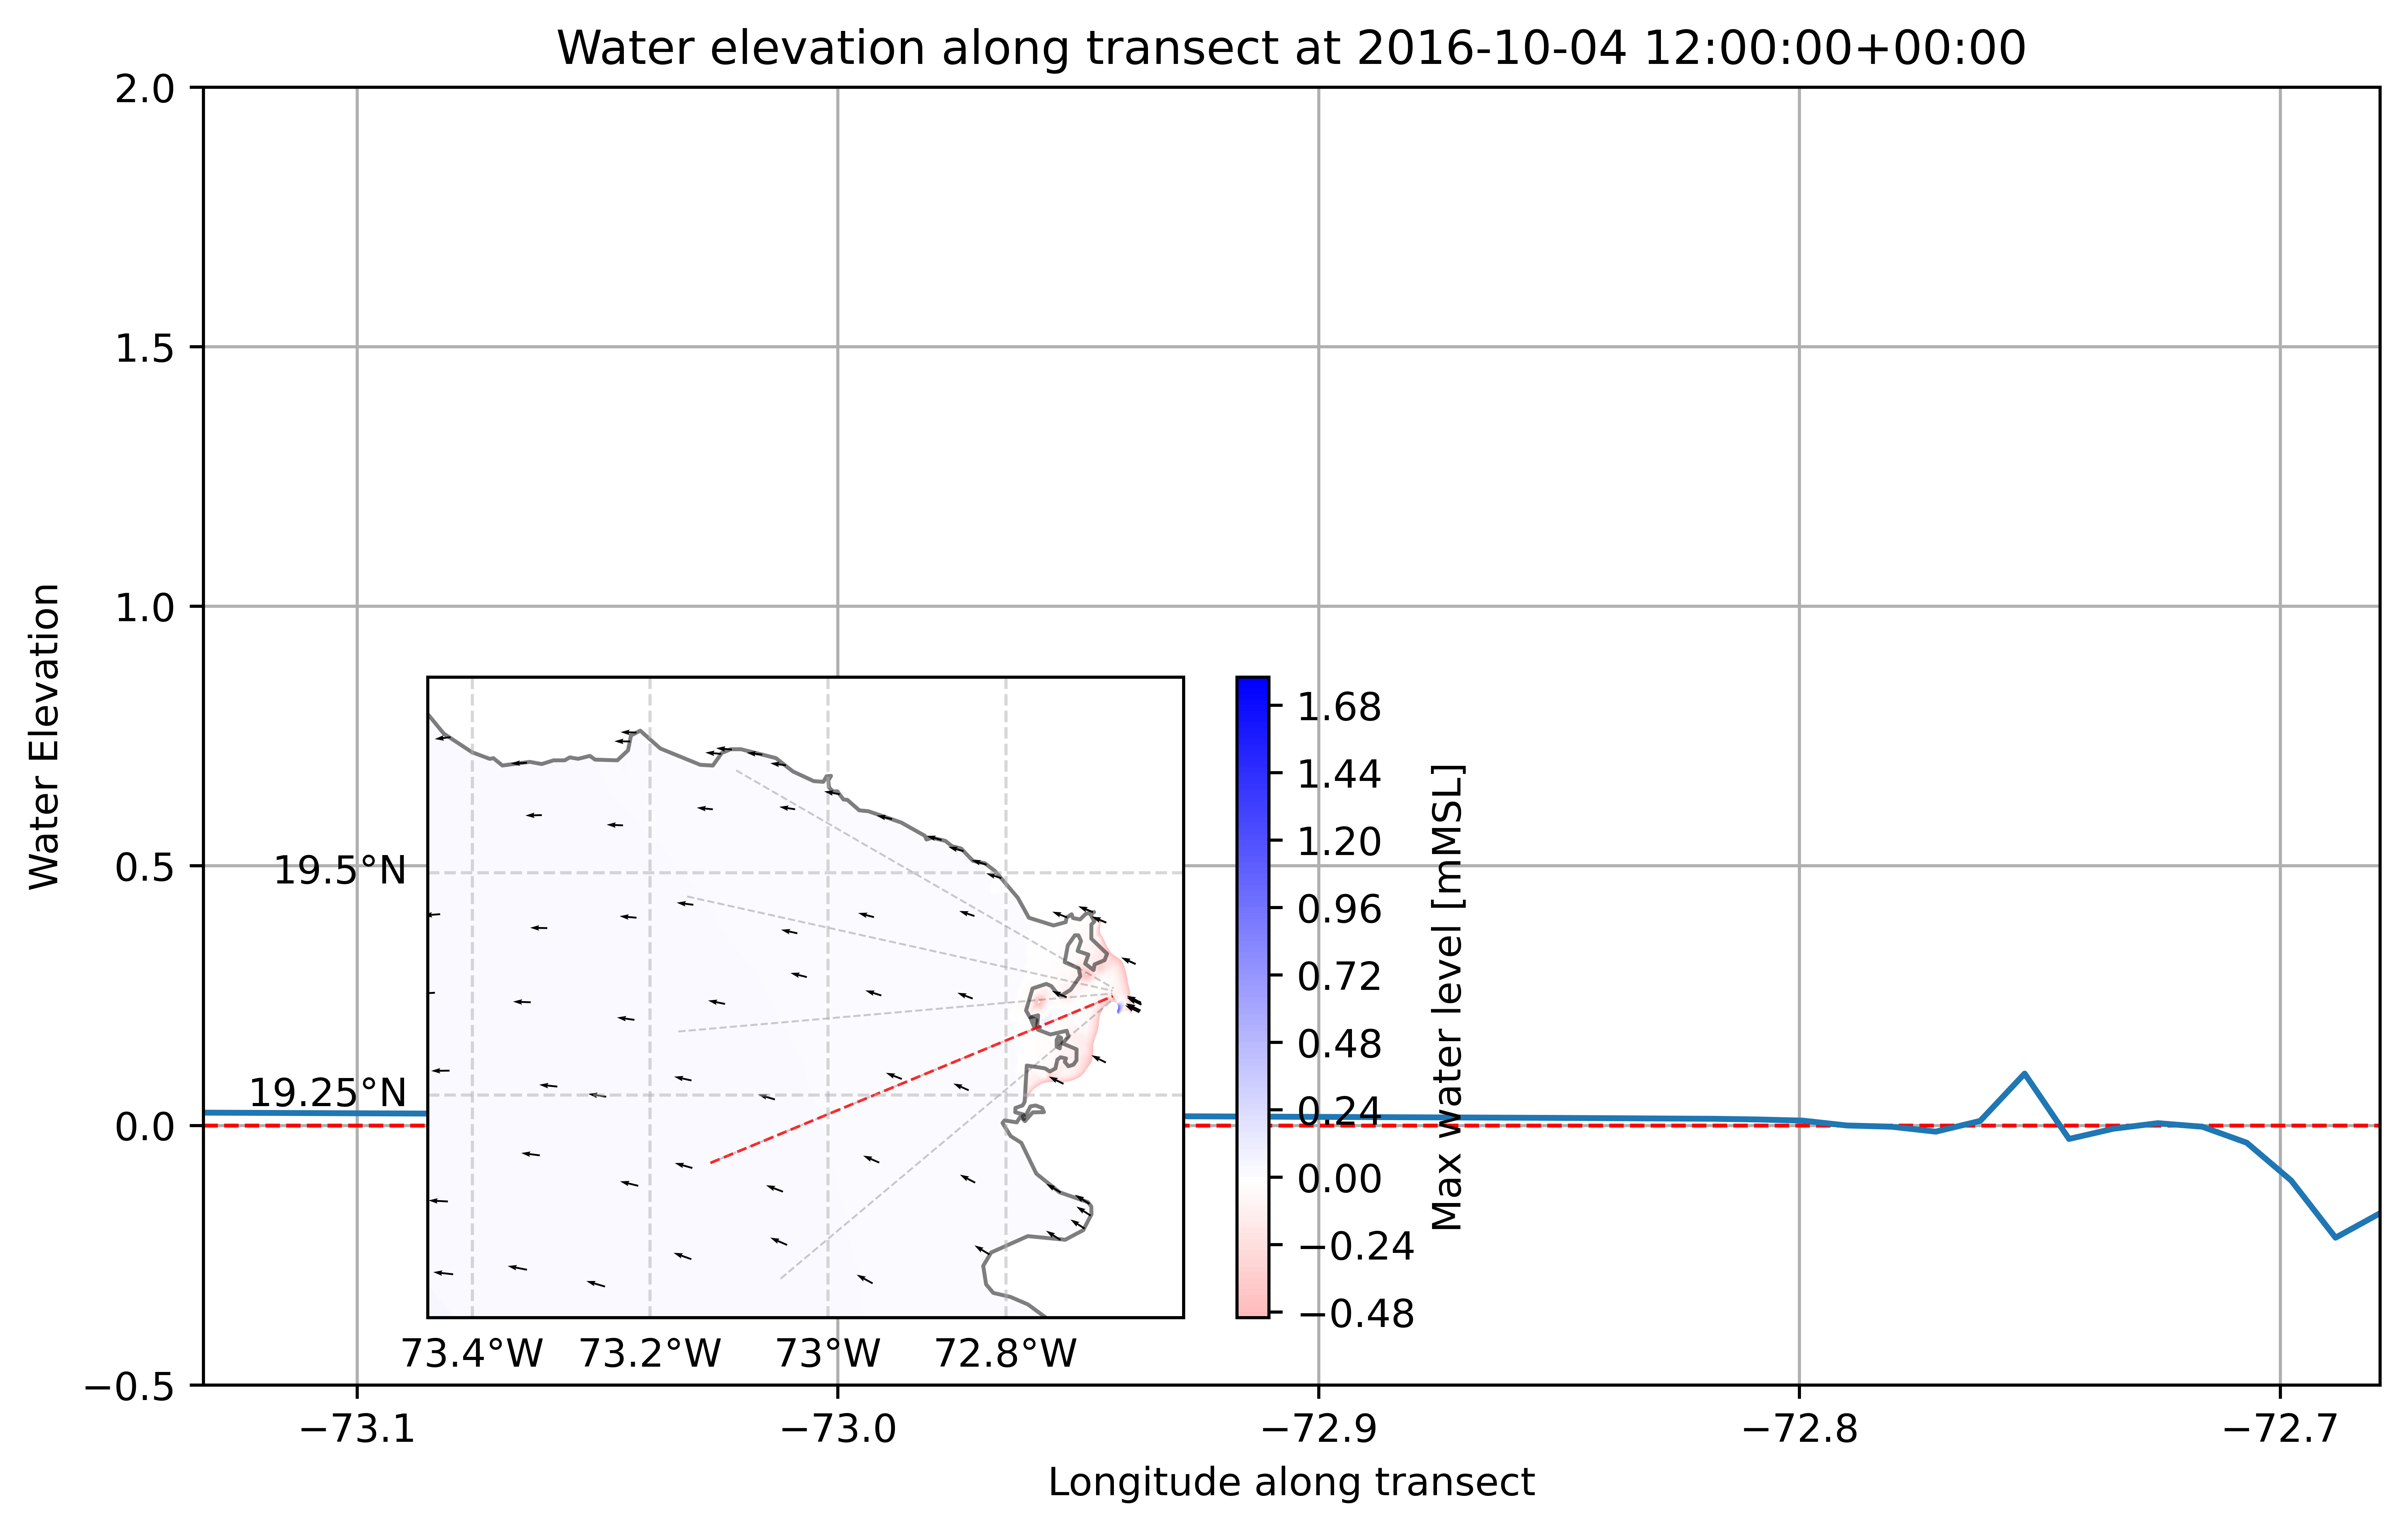 Water elevation along transect at 2016-10-04 12:00:00+00:00
Water Elevation
2.0
1.5
1.0
0.5
0.0
−0.5
19.5°N
19.25°N
73.4°W 73.2°W 73°W 72.8°W
1.68
1.44
1.20
0.96
0.72
0.48
0.24
0.00
−0.24
−0.48
Max water level [mMSL]
−73.1 −73.0 −72.9 −72.8 −72.7
Longitude along transect